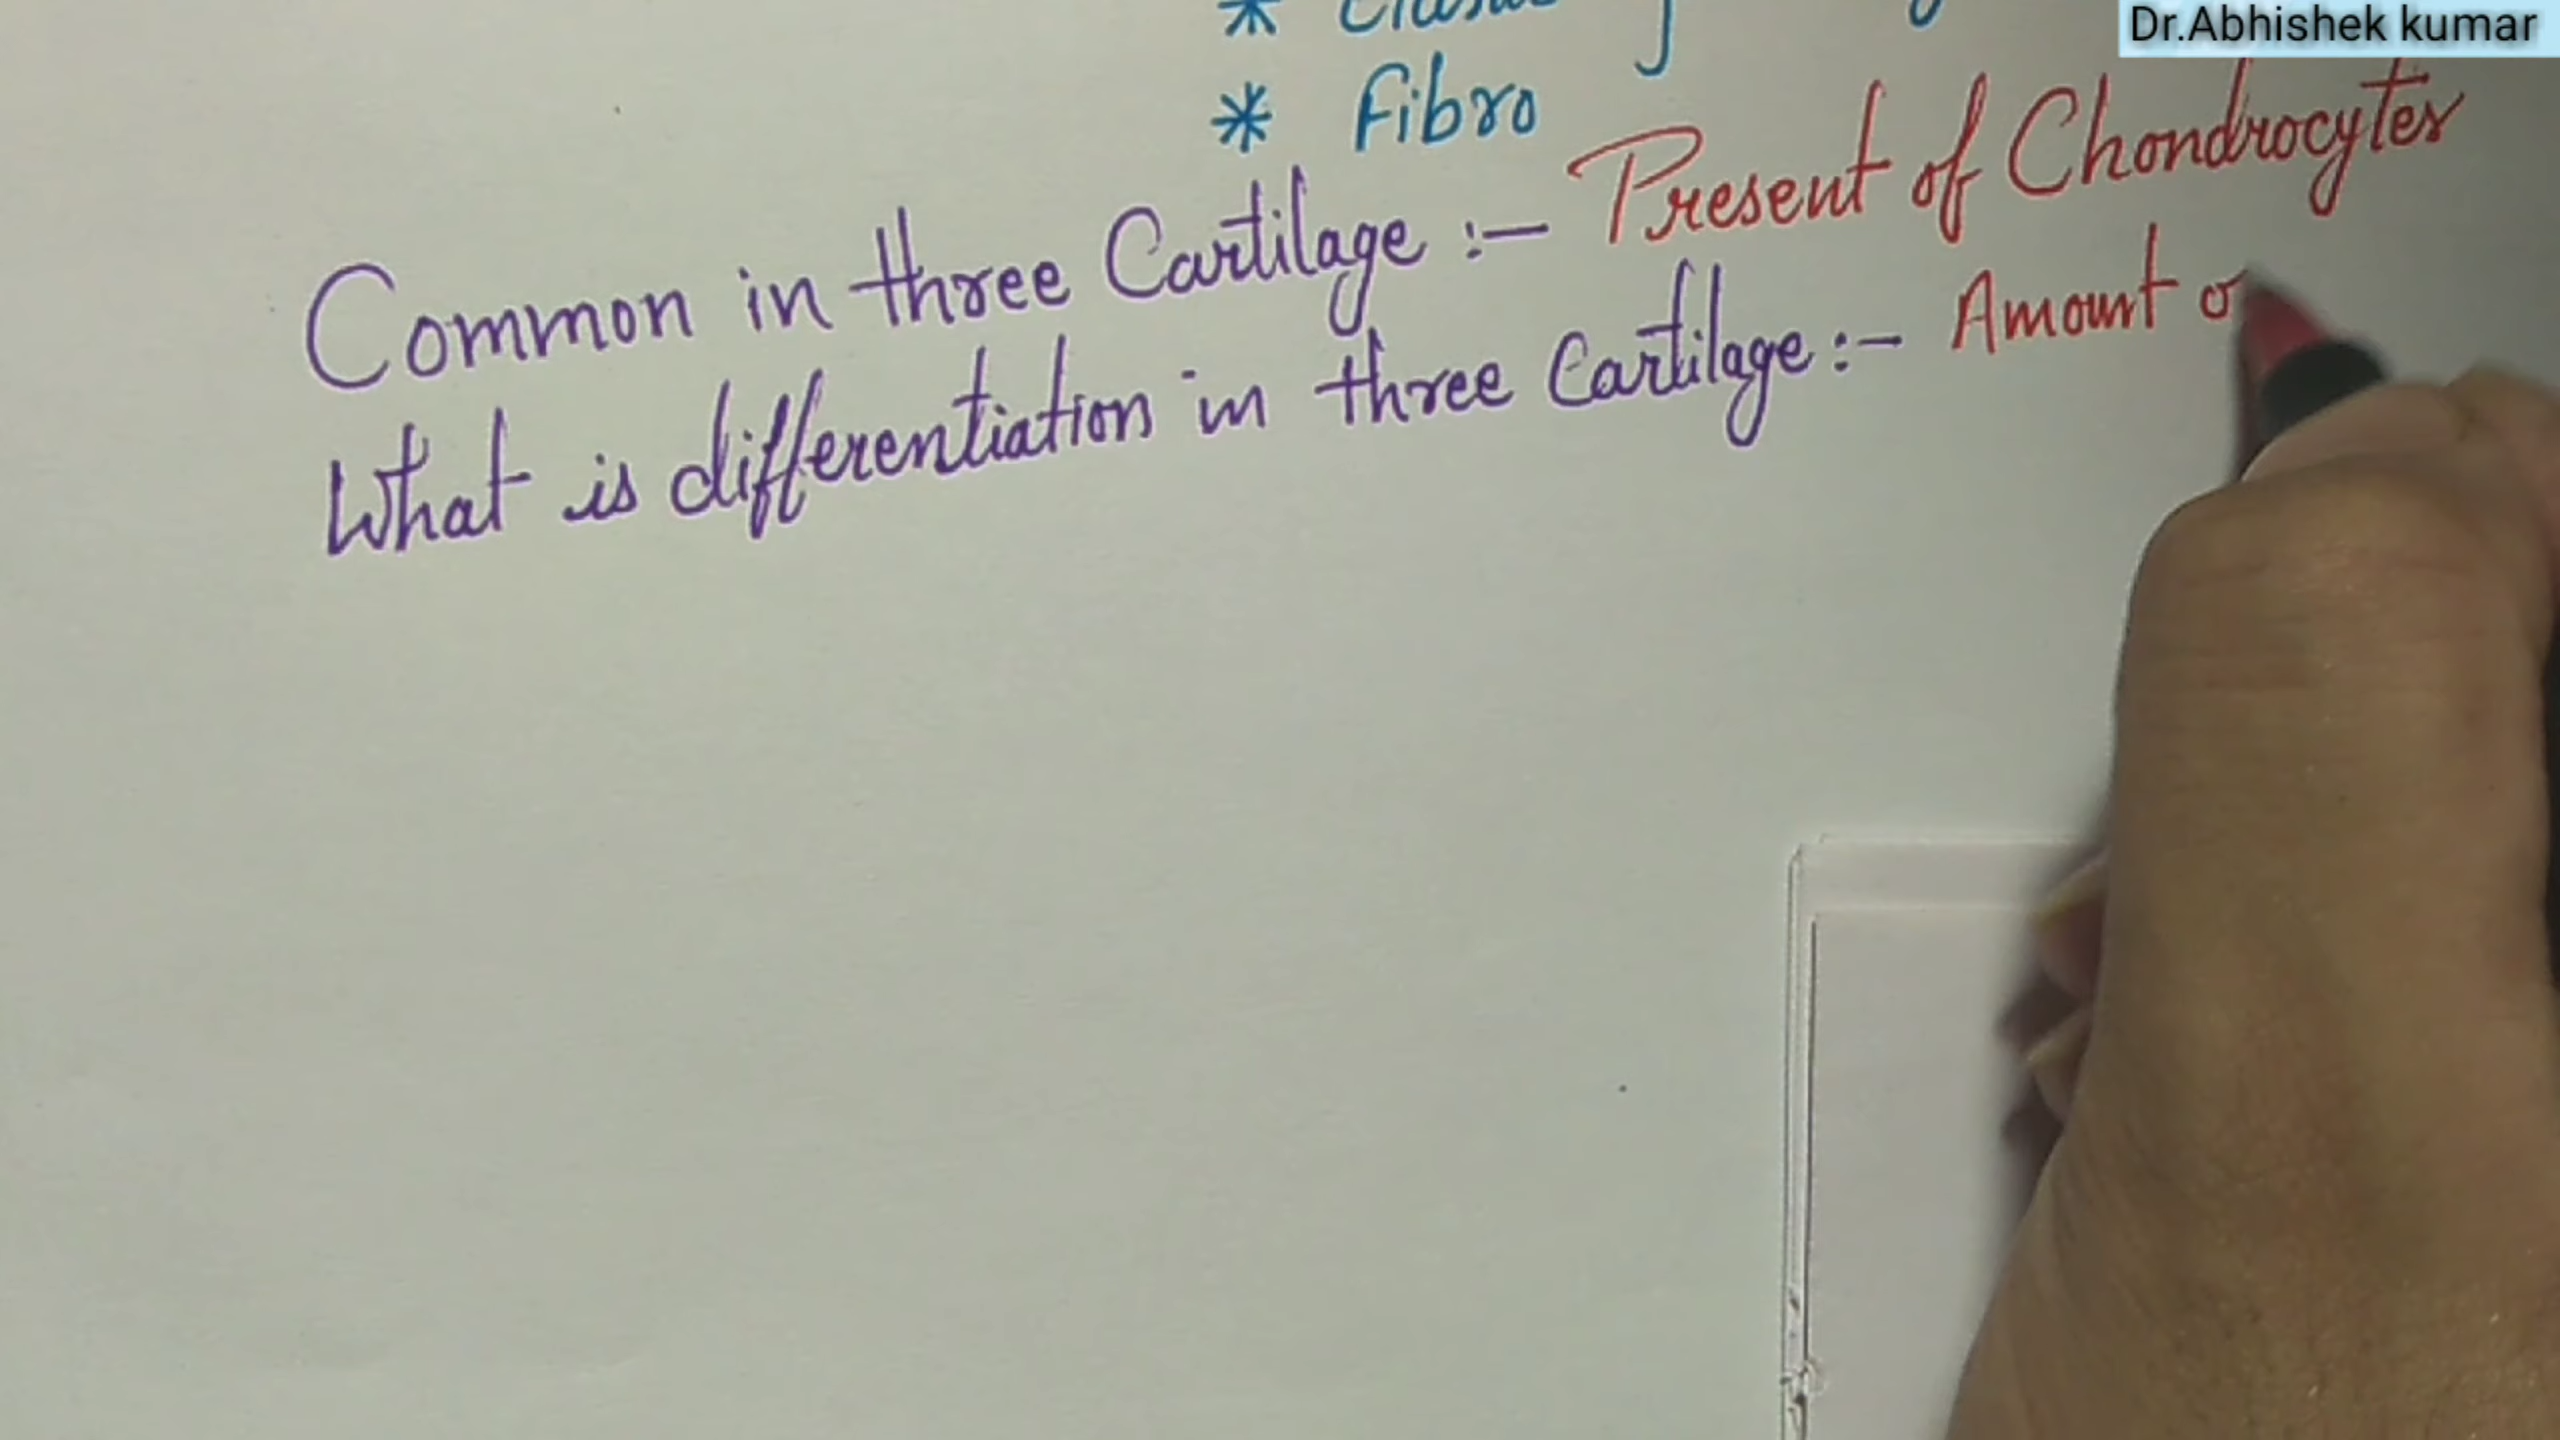 Dr.Abhishek kumar
* Fibro
Common in three Cartilage :- Present of Chondrocytes
What is differentiation in three Cartilage :- Amount